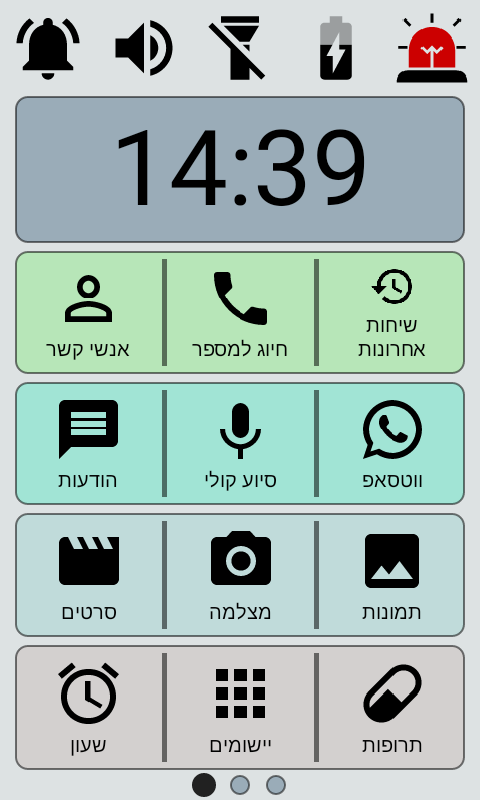 14:39
שיחות
אחרונות
חיוג למספר
אנשי קשר
ווטסאפ
סיוע קולי
הודעות
תמונות
מצלמה
סרטים
תרופות
יישומים
שעון